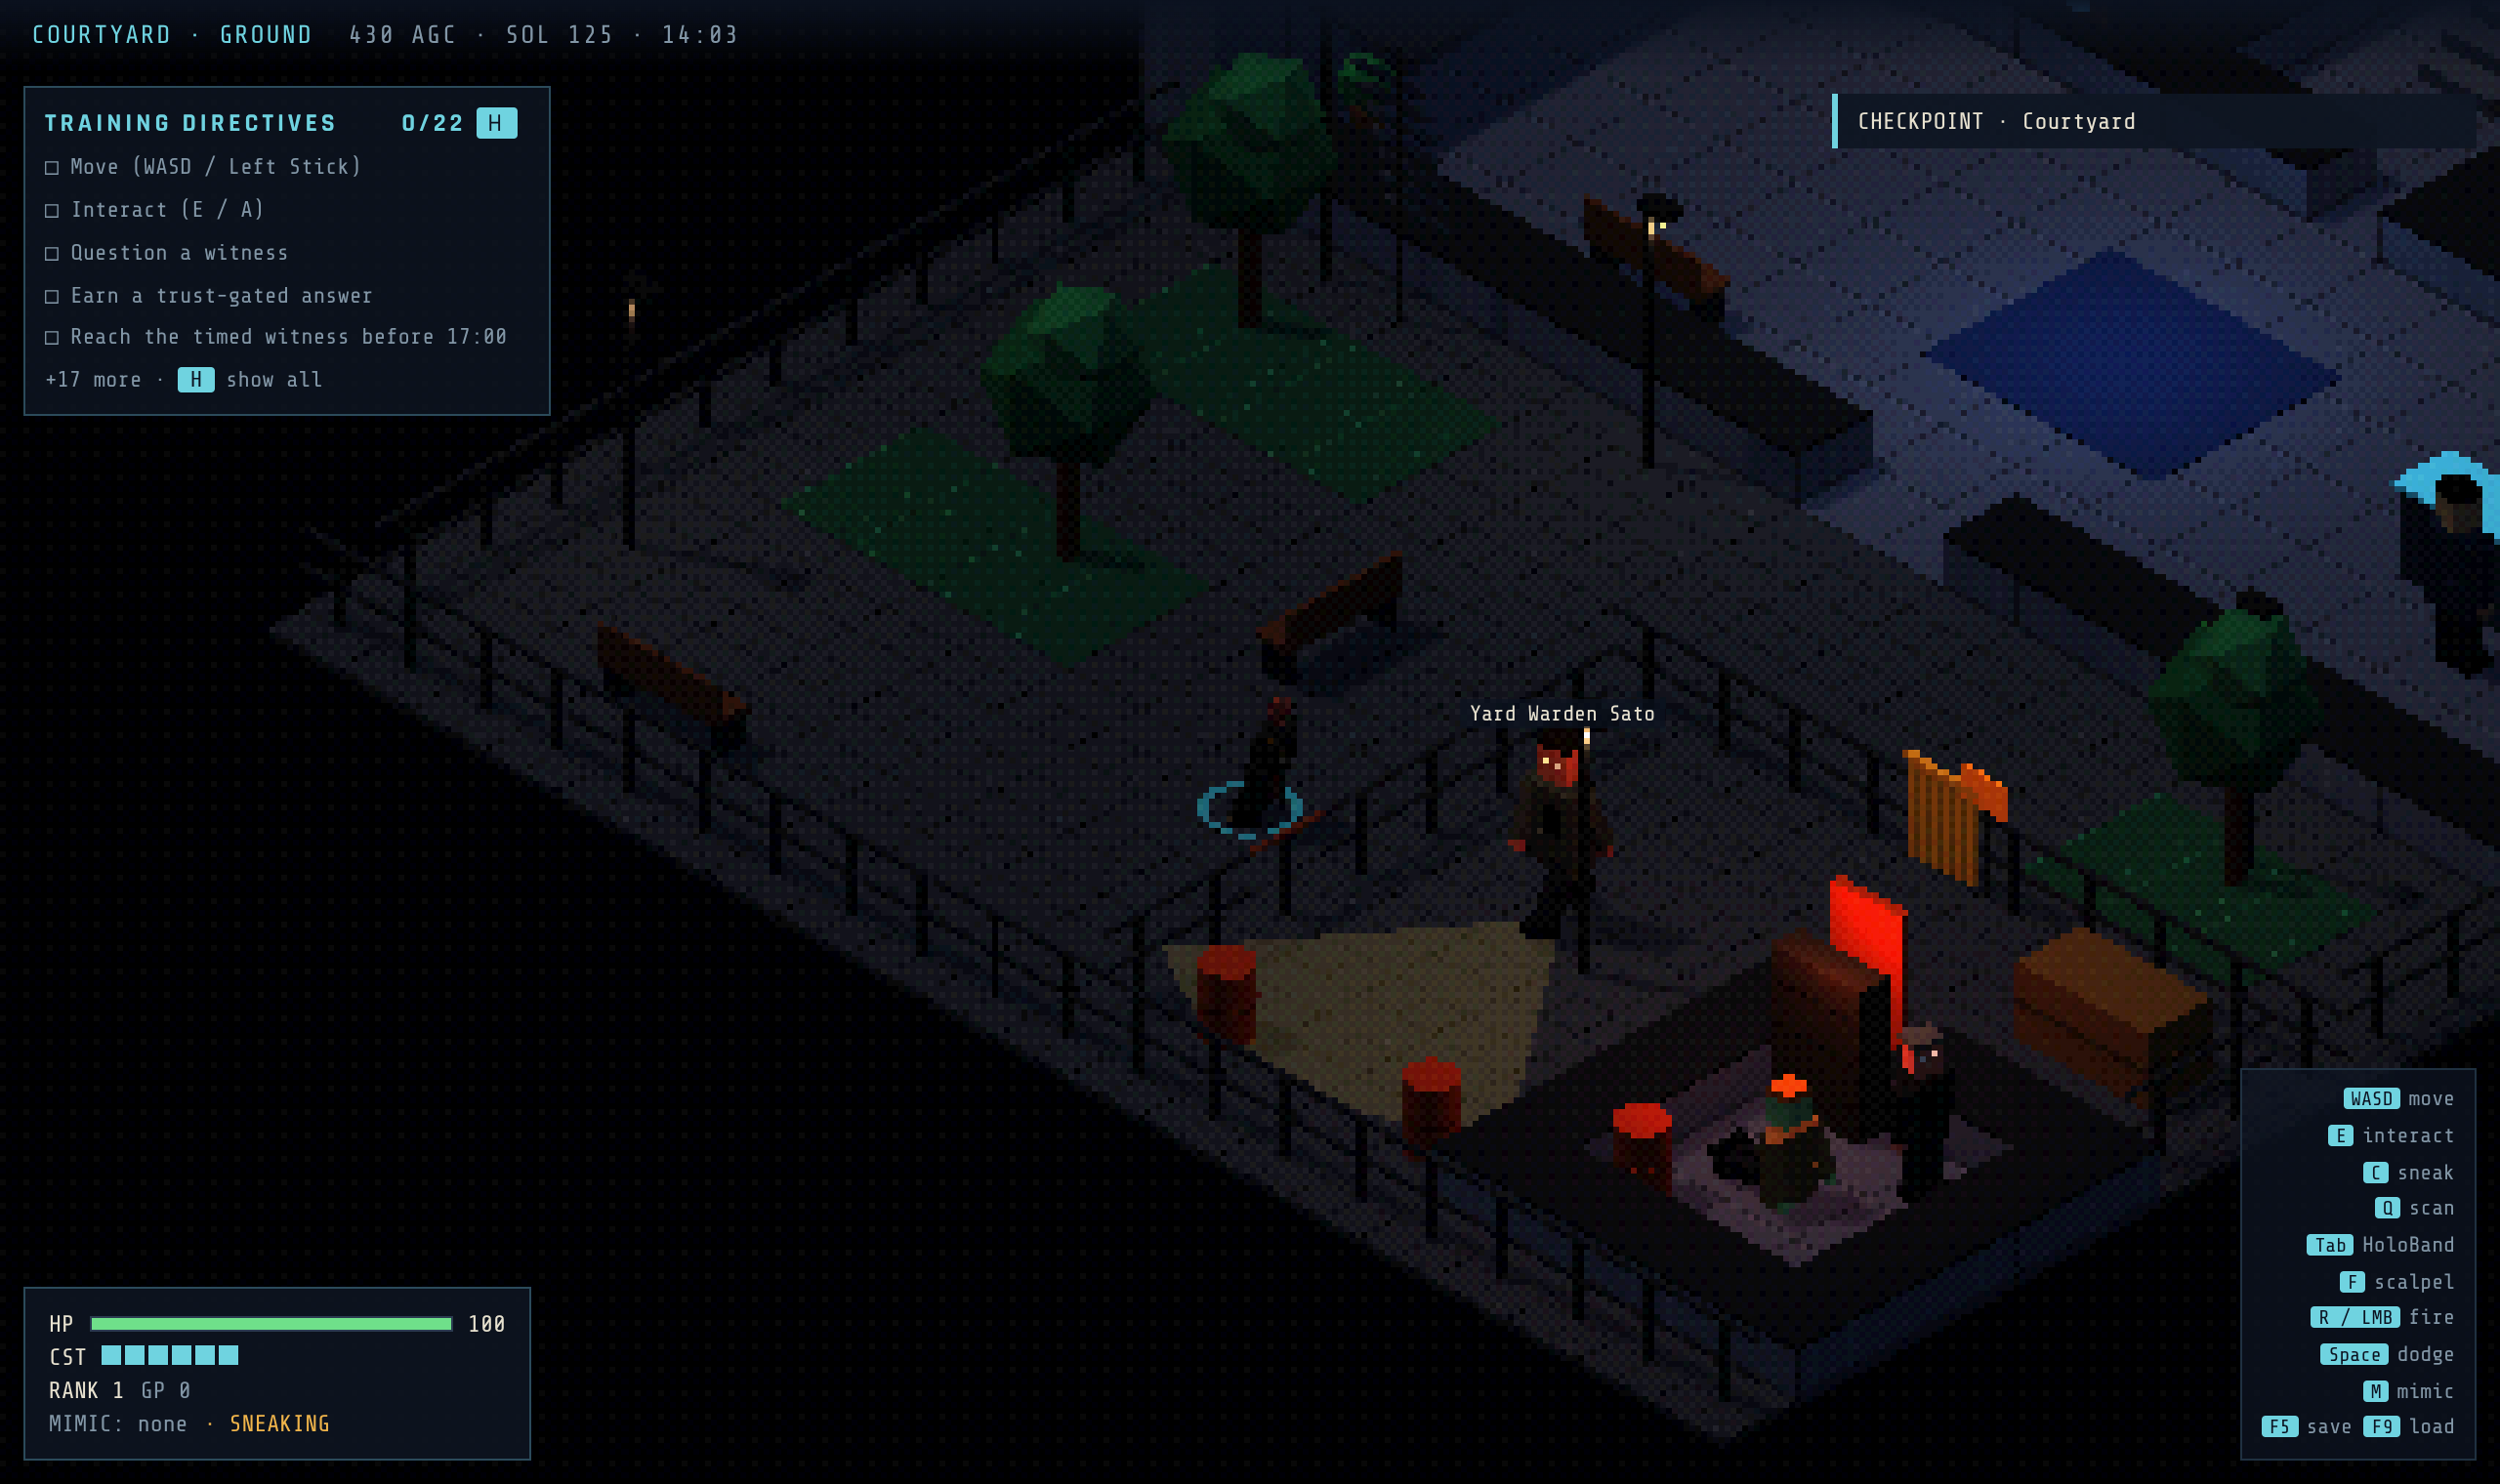 COURTYARD · GROUND 430 AGC · SOL 125 · 14:03
TRAINING DIRECTIVES 0/22 H
□ Move (WASD / Left Stick)
□ Interact (E / A)
□ Question a witness
□ Earn a trust-gated answer
□ Reach the timed witness before 17:00
+17 more · H show all
CHECKPOINT · Courtyard
Yard Warden Sato
HP 100
CST
RANK 1 GP 0
MIMIC: none · SNEAKING
WASD move
E interact
C sneak
Q scan
Tab HoloBand
F scalpel
R / LMB fire
Space dodge
M mimic
F5 save F9 load